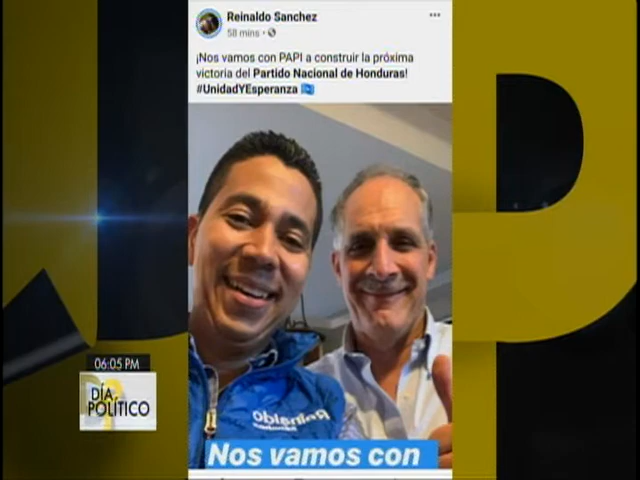 Reinaldo Sanchez
58 mins
¡Nos vamos con PAPI a construir la próxima
victoria del Partido Nacional de Honduras!
#UnidadYEsperanza
06:05 PM
DÍA
POLÍTICO
Reinaldo
Nos vamos con